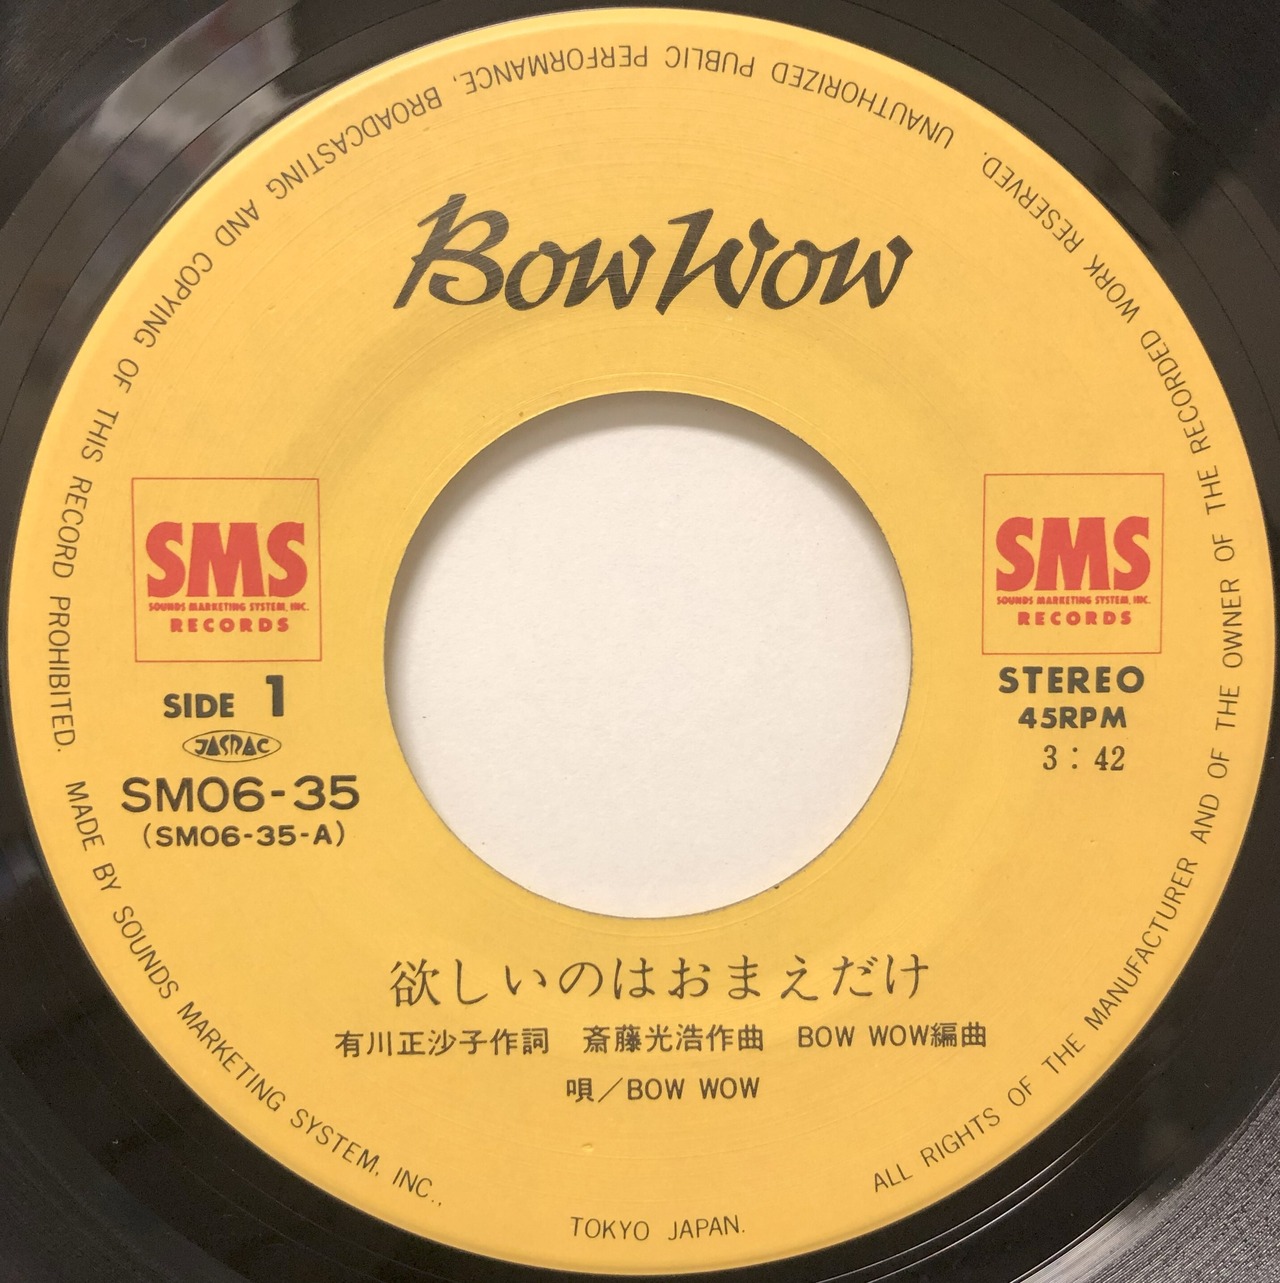 Bow Wow
SMS
SOUNDS MARKETING SYSTEM, INC.
RECORDS
SIDE 1
JASRAC
SM06-35
(SM06-35-A)
SMS
SOUNDS MARKETING SYSTEM, INC.
RECORDS
STEREO
45RPM
3:42
欲しいのはおまえだけ
有川正沙子作詞 斎藤光浩作曲 BOW WOW編曲
唄/BOW WOW
ALL RIGHTS OF THE MANUFACTURER AND OF THE OWNER OF THE RECORDED WORK RESERVED. UNAUTHORIZED PUBLIC PERFORMANCE, BROADCASTING AND COPYING OF THIS RECORD PROHIBITED. MADE BY SOUNDS MARKETING SYSTEM, INC., TOKYO JAPAN.